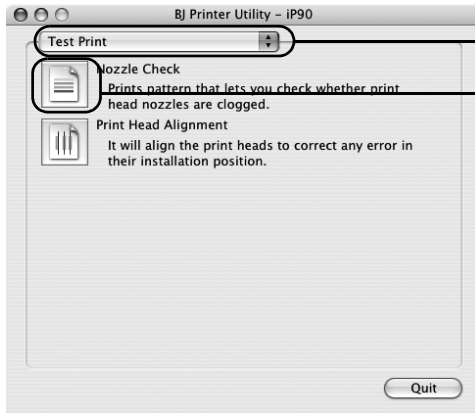 BJ Printer Utility – iP90
Test Print
Nozzle Check
Prints pattern that lets you check whether print
head nozzles are clogged.
Print Head Alignment
It will align the print heads to correct any error in
their installation position.
Quit